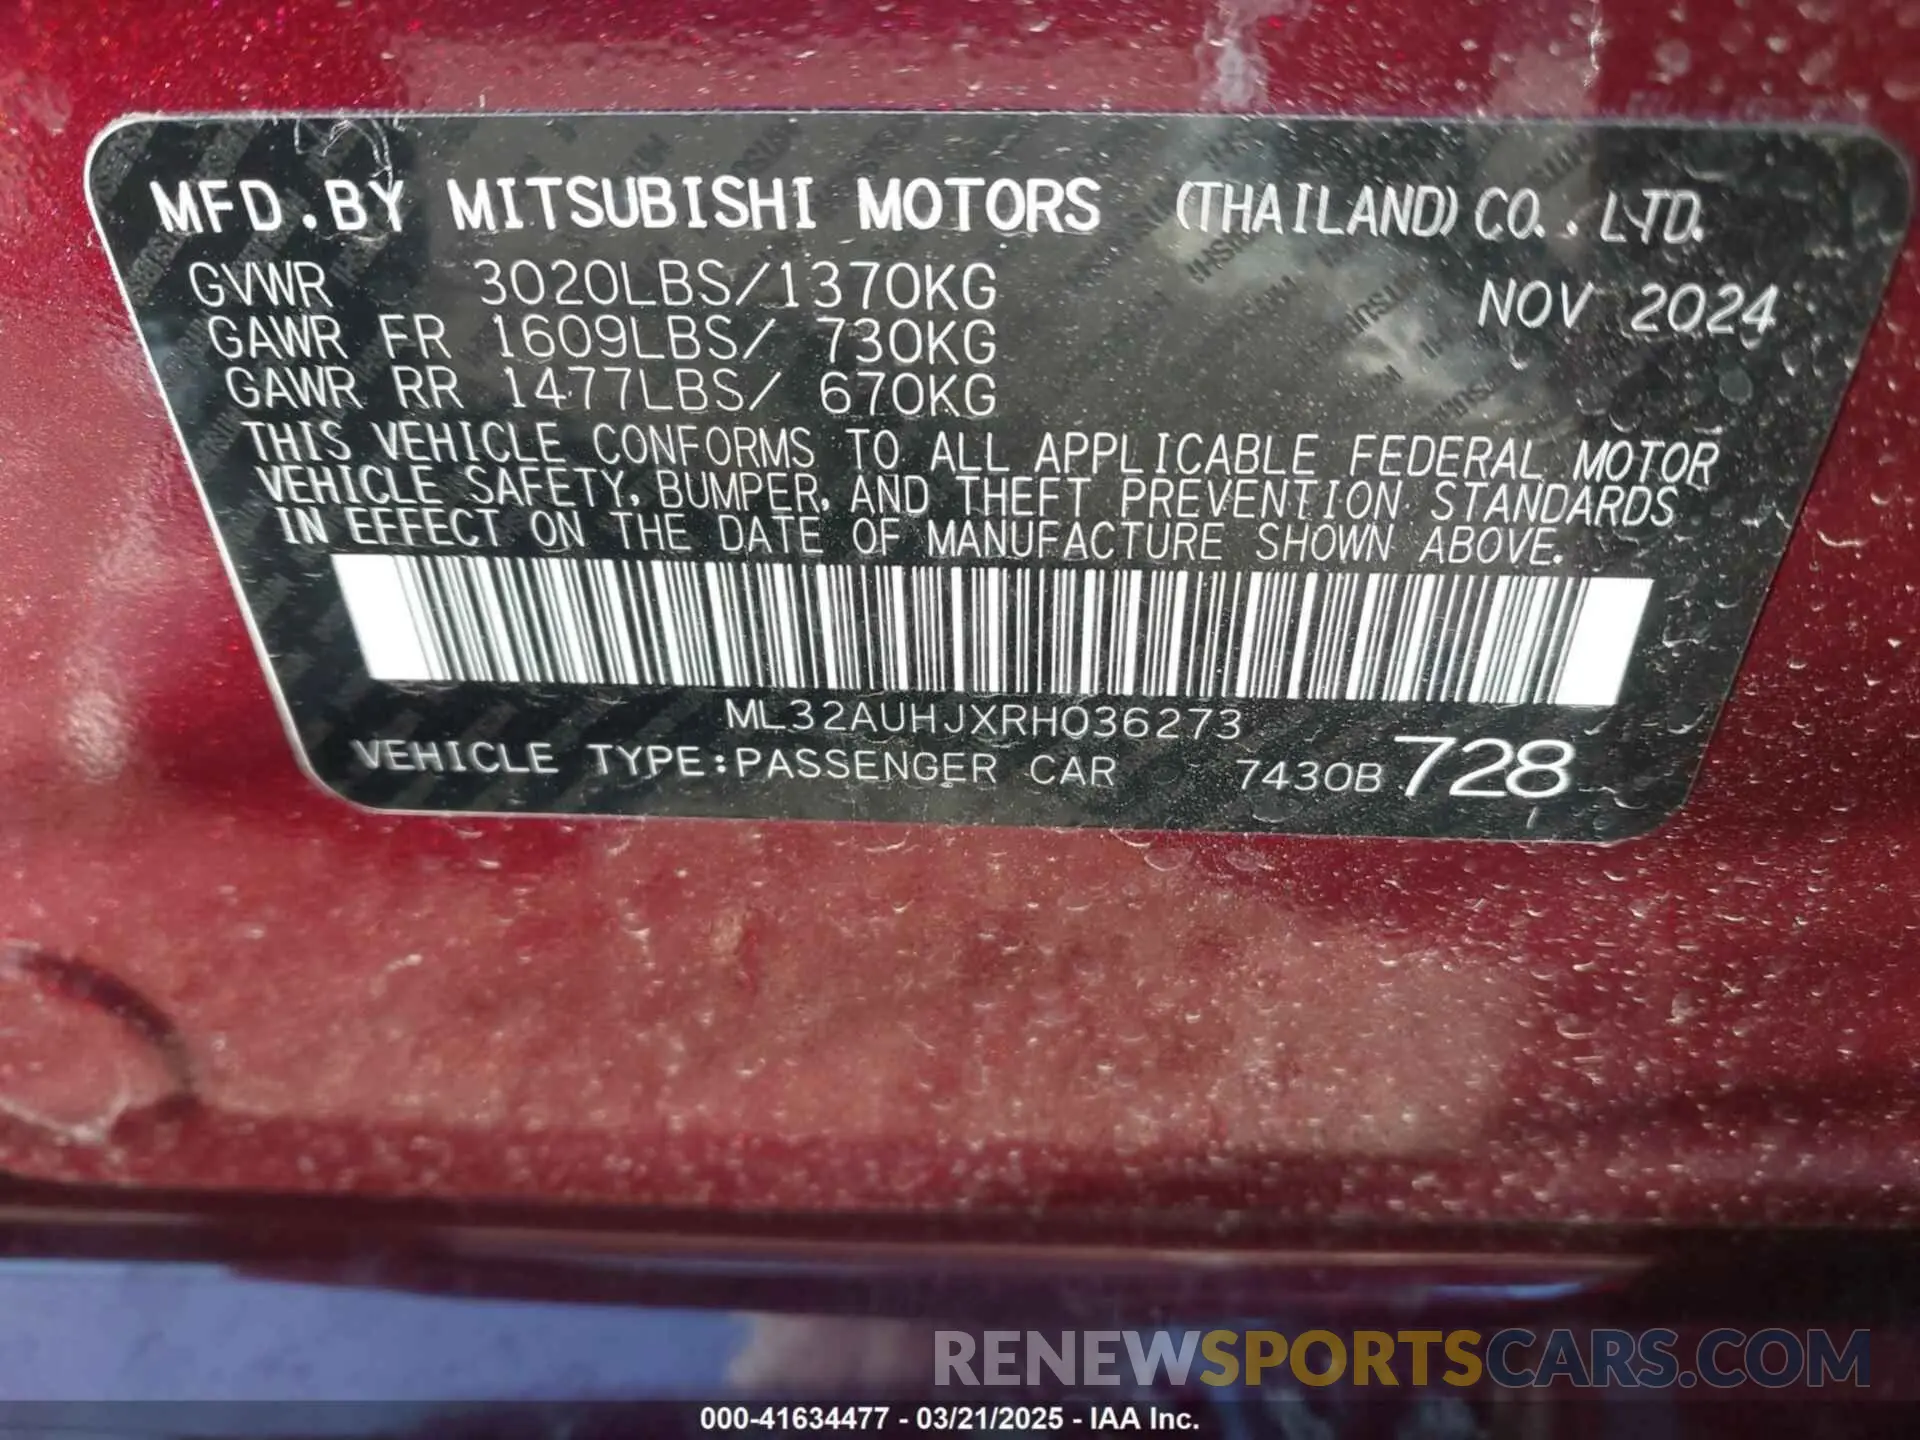 MFD.BY MITSUBISHI MOTORS (THAILAND) CO., LTD.
GVWR 3020LBS/1370KG NOV 2024
GAWR FR 1609LBS/ 730KG
GAWR RR 1477LBS/ 670KG
THIS VEHICLE CONFORMS TO ALL APPLICABLE FEDERAL MOTOR
VEHICLE SAFETY, BUMPER, AND THEFT PREVENTION STANDARDS
IN EFFECT ON THE DATE OF MANUFACTURE SHOWN ABOVE.
ML32AUHJXRH036273
VEHICLE TYPE:PASSENGER CAR 7430B 728
RENEWSPORTSCARS.COM
000-41634477 - 03/21/2025 - IAA Inc.